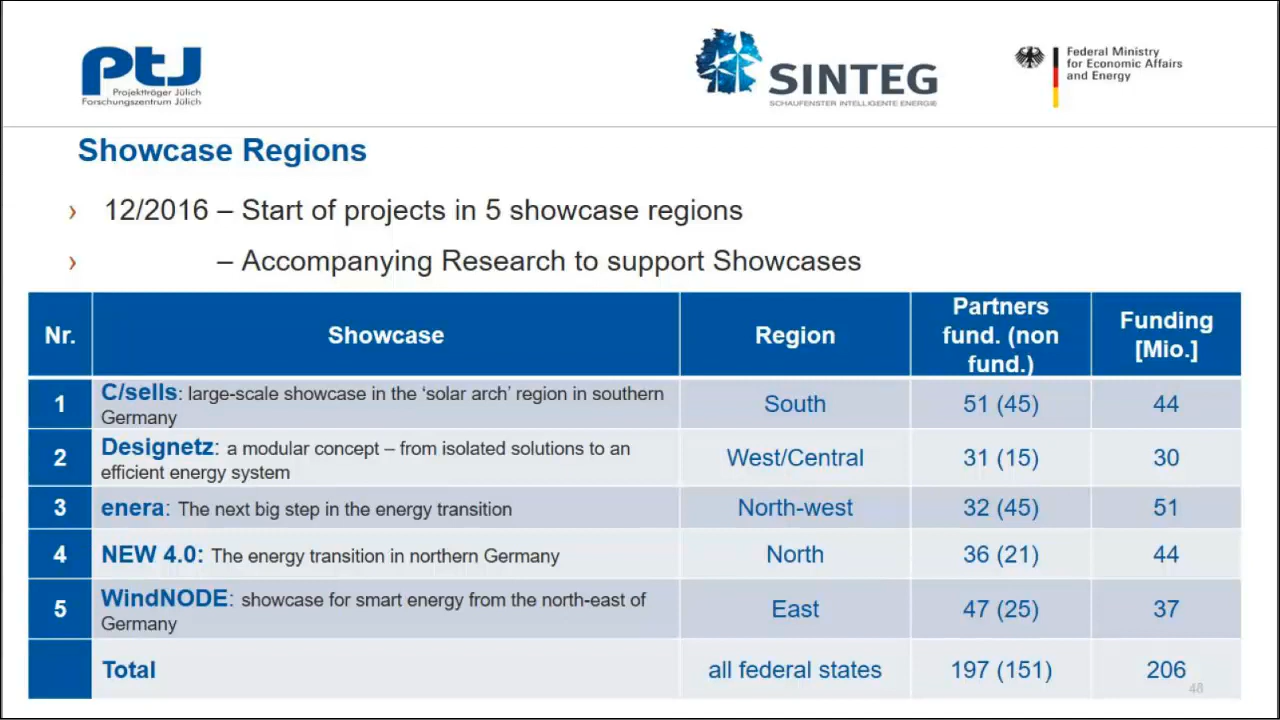 ptJ
Projektträger Jülich
Forschungszentrum Jülich
SINTEG
SCHAUFENSTER INTELLIGENTE ENERGIE
Federal Ministry
for Economic Affairs
and Energy
Showcase Regions
› 12/2016 – Start of projects in 5 showcase regions
› – Accompanying Research to support Showcases
Nr. Showcase Region Partners fund. (non fund.) Funding [Mio.]
1 C/sells: large-scale showcase in the ‘solar arch’ region in southern Germany South 51 (45) 44
2 Designetz: a modular concept – from isolated solutions to an efficient energy system West/Central 31 (15) 30
3 enera: The next big step in the energy transition North-west 32 (45) 51
4 NEW 4.0: The energy transition in northern Germany North 36 (21) 44
5 WindNODE: showcase for smart energy from the north-east of Germany East 47 (25) 37
Total all federal states 197 (151) 206
48